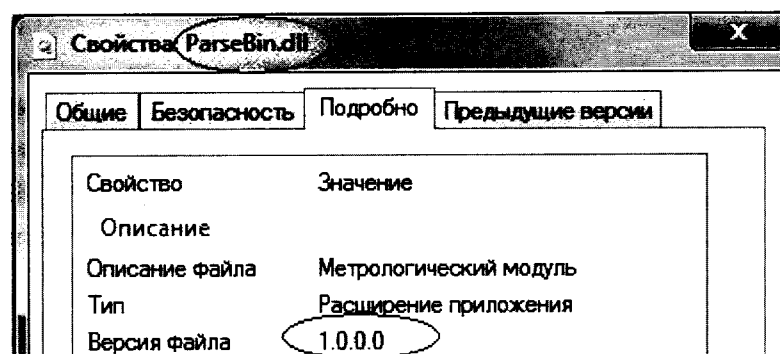 Свойства: ParseBin.dll
X
Общие Безопасность Подробно Предыдущие версии
Свойство Значение
Описание
Описание файла Метрологический модуль
Тип Расширение приложения
Версия файла 1.0.0.0